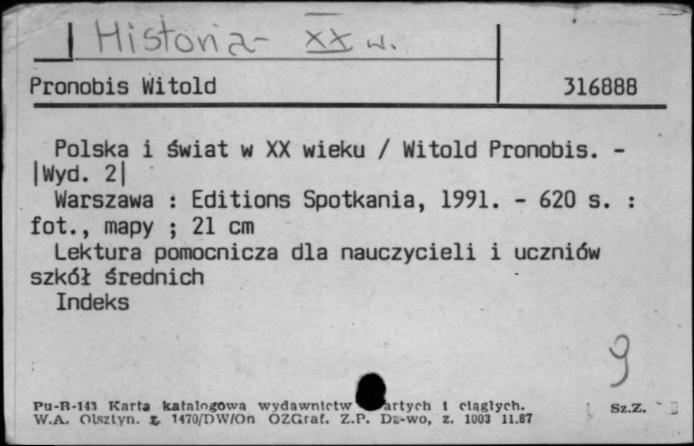 Historia XX w.
Pronobis Witold 316888
Polska i świat w XX wieku / Witold Pronobis. -
|Wyd. 2|
Warszawa : Editions Spotkania, 1991. - 620 s. :
fot., mapy ; 21 cm
Lektura pomocnicza dla nauczycieli i uczniów
szkół średnich
Indeks
9
Pu-B-143 Karta katalogowa wydawnictw artych i ciągłych. Sz.Z.
W.A. Olsztyn. z. 1470/DW/On OZGraf. Z.P. Dz-wo, z. 1003 11.87